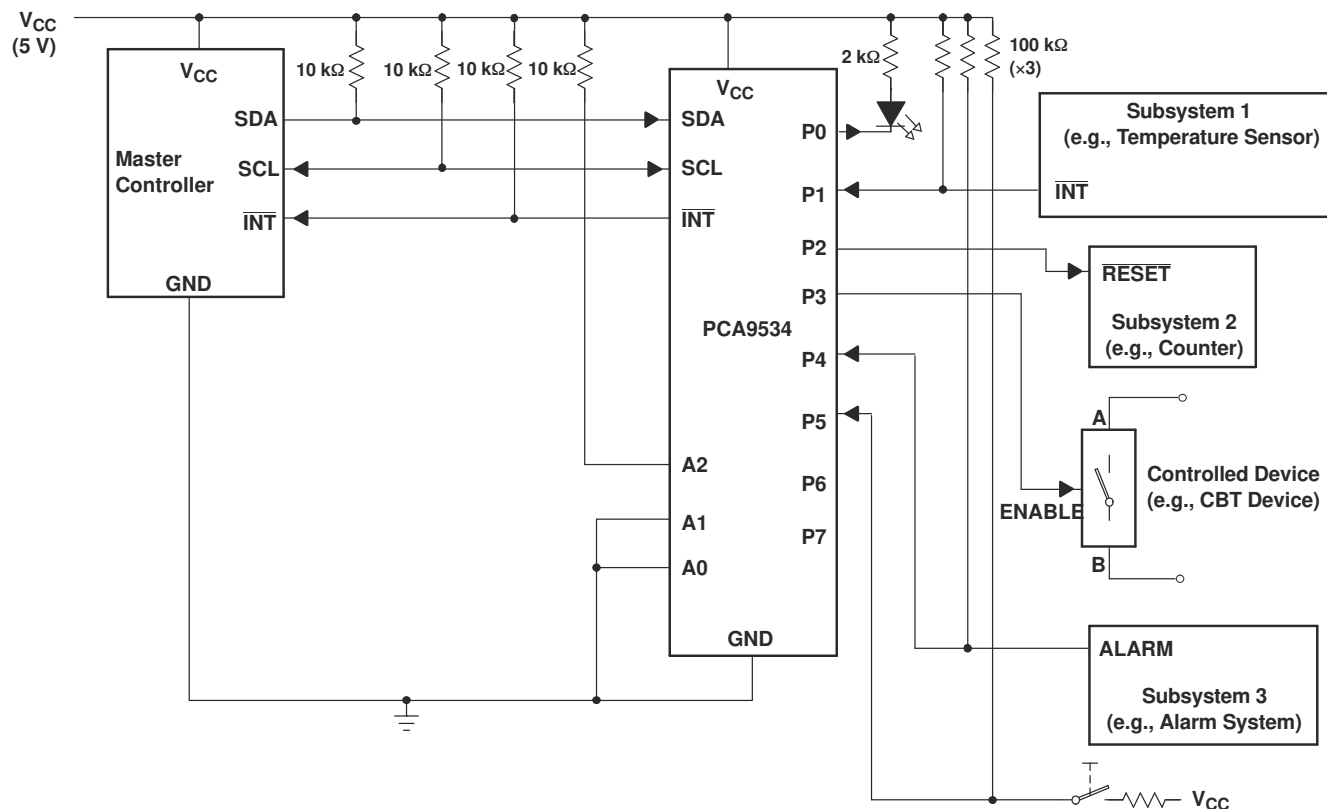 VCC
(5 V)
VCC
SDA
SCL
INT
GND
Master
Controller
10 kΩ
10 kΩ
10 kΩ
10 kΩ
VCC
SDA
SCL
INT
PCA9534
A2
A1
A0
GND
P0
P1
P2
P3
P4
P5
P6
P7
2 kΩ
100 kΩ
(×3)
Subsystem 1
(e.g., Temperature Sensor)
INT
RESET
Subsystem 2
(e.g., Counter)
A
Controlled Device
(e.g., CBT Device)
ENABLE
B
ALARM
Subsystem 3
(e.g., Alarm System)
VCC